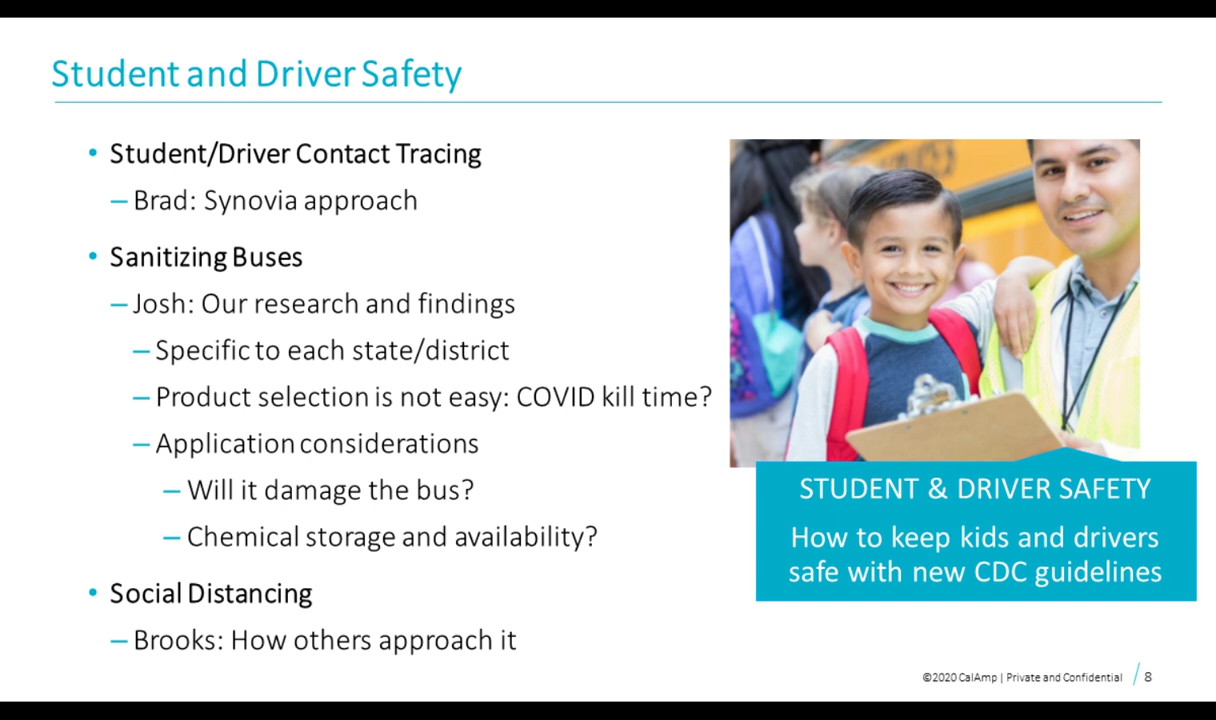 Student and Driver Safety
• Student/Driver Contact Tracing
– Brad: Synovia approach
• Sanitizing Buses
– Josh: Our research and findings
– Specific to each state/district
– Product selection is not easy: COVID kill time?
– Application considerations
– Will it damage the bus?
– Chemical storage and availability?
• Social Distancing
– Brooks: How others approach it
STUDENT & DRIVER SAFETY
How to keep kids and drivers
safe with new CDC guidelines
©2020 CalAmp | Private and Confidential / 8